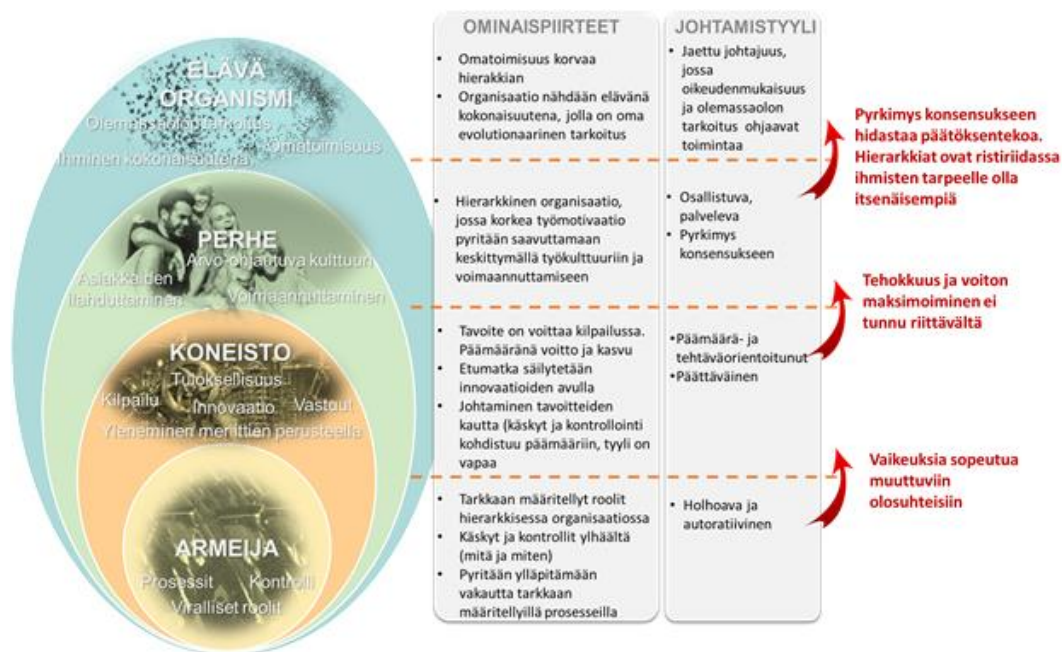 OMINAISPIIRTEET
JOHTAMISTYYLI
ELÄVÄ
ORGANISMI
Olemassaolon tarkoitus
Omatoimisuus
Ihminen kokonaisuutena
• Omatoimisuus korvaa
hierakkian
• Organisaatio nähdään elävänä
kokonaisuutena, jolla on oma
evolutionaarinen tarkoitus
• Jaettu johtajuus,
jossa
oikeudenmukaisuus
ja olemassaolon
tarkoitus ohjaavat
toimintaa
Pyrkimys konsensukseen
hidastaa päätöksentekoa.
Hierarkkiat ovat ristiriidassa
ihmisten tarpeelle olla
itsenäisempiä
PERHE
Arvo-ohjantuva kulttuuri
Asiakkaiden
ilahduttaminen
Voimaannuttaminen
• Hierarkkinen organisaatio,
jossa korkea työmotivaatio
pyritään saavuttamaan
keskittymällä työkulttuuriin ja
voimaannuttamiseen
• Osallistuva,
palveleva
• Pyrkimys
konsensukseen
Tehokkuus ja voiton
maksimoiminen ei
tunnu riittävältä
KONEISTO
Tuloksellisuus
Kilpailu
Innovaatio
Vastuut
Yleneminen meriittien perusteella
• Tavoite on voittaa kilpailussa.
Päämääränä voitto ja kasvu
• Etumatka säilytetään
innovaatioiden avulla
• Johtaminen tavoitteiden
kautta (käskyt ja kontrollointi
kohdistuu päämääriin, tyyli on
vapaa
•Päämäärä- ja
tehtäväorientoitunut
•Päättäväinen
Vaikeuksia sopeutua
muuttuviin
olosuhteisiin
ARMEIJA
Prosessit
Kontrolli
Viralliset roolit
• Tarkkaan määritellyt roolit
hierarkkisessa organisaatiossa
• Käskyt ja kontrollit ylhäältä
(mitä ja miten)
• Pyritään ylläpitämään
vakautta tarkkaan
määritellyillä prosesseilla
• Holhoava ja
autoratiivinen